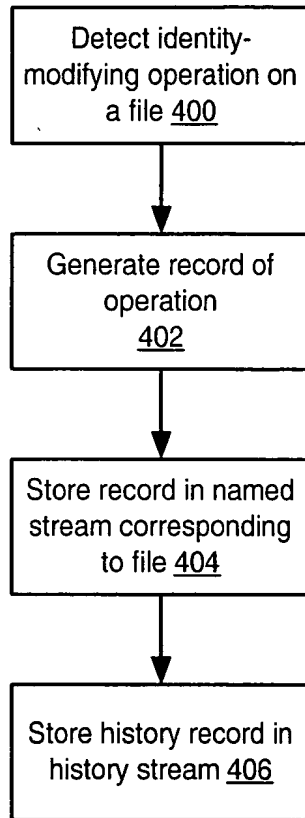 Detect identity-
modifying operation on
a file 400
Generate record of
operation
402
Store record in named
stream corresponding
to file 404
Store history record in
history stream 406